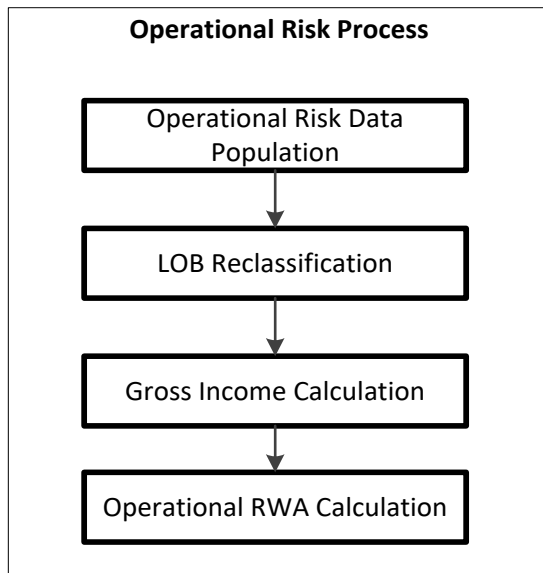 Operational Risk Process
Operational Risk Data
Population
LOB Reclassification
Gross Income Calculation
Operational RWA Calculation